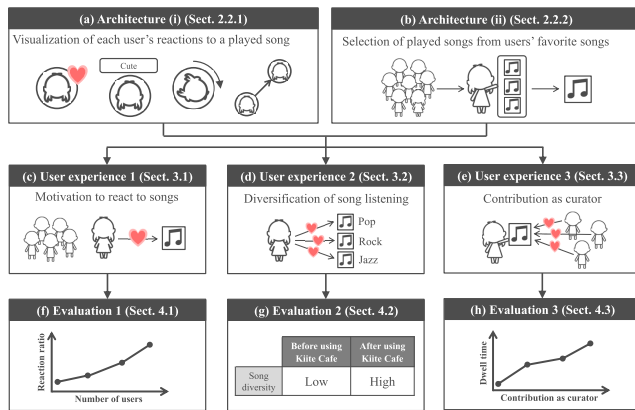 (a) Architecture (i) (Sect. 2.2.1)
Visualization of each user's reactions to a played song
Cute
(b) Architecture (ii) (Sect. 2.2.2)
Selection of played songs from users' favorite songs
(c) User experience 1 (Sect. 3.1)
Motivation to react to songs
(d) User experience 2 (Sect. 3.2)
Diversification of song listening
Pop
Rock
Jazz
(e) User experience 3 (Sect. 3.3)
Contribution as curator
(f) Evaluation 1 (Sect. 4.1)
Reaction ratio
Number of users
(g) Evaluation 2 (Sect. 4.2)
Before using
Kiite Cafe
After using
Kiite Cafe
Song
diversity
Low
High
(h) Evaluation 3 (Sect. 4.3)
Dwell time
Contribution as curator